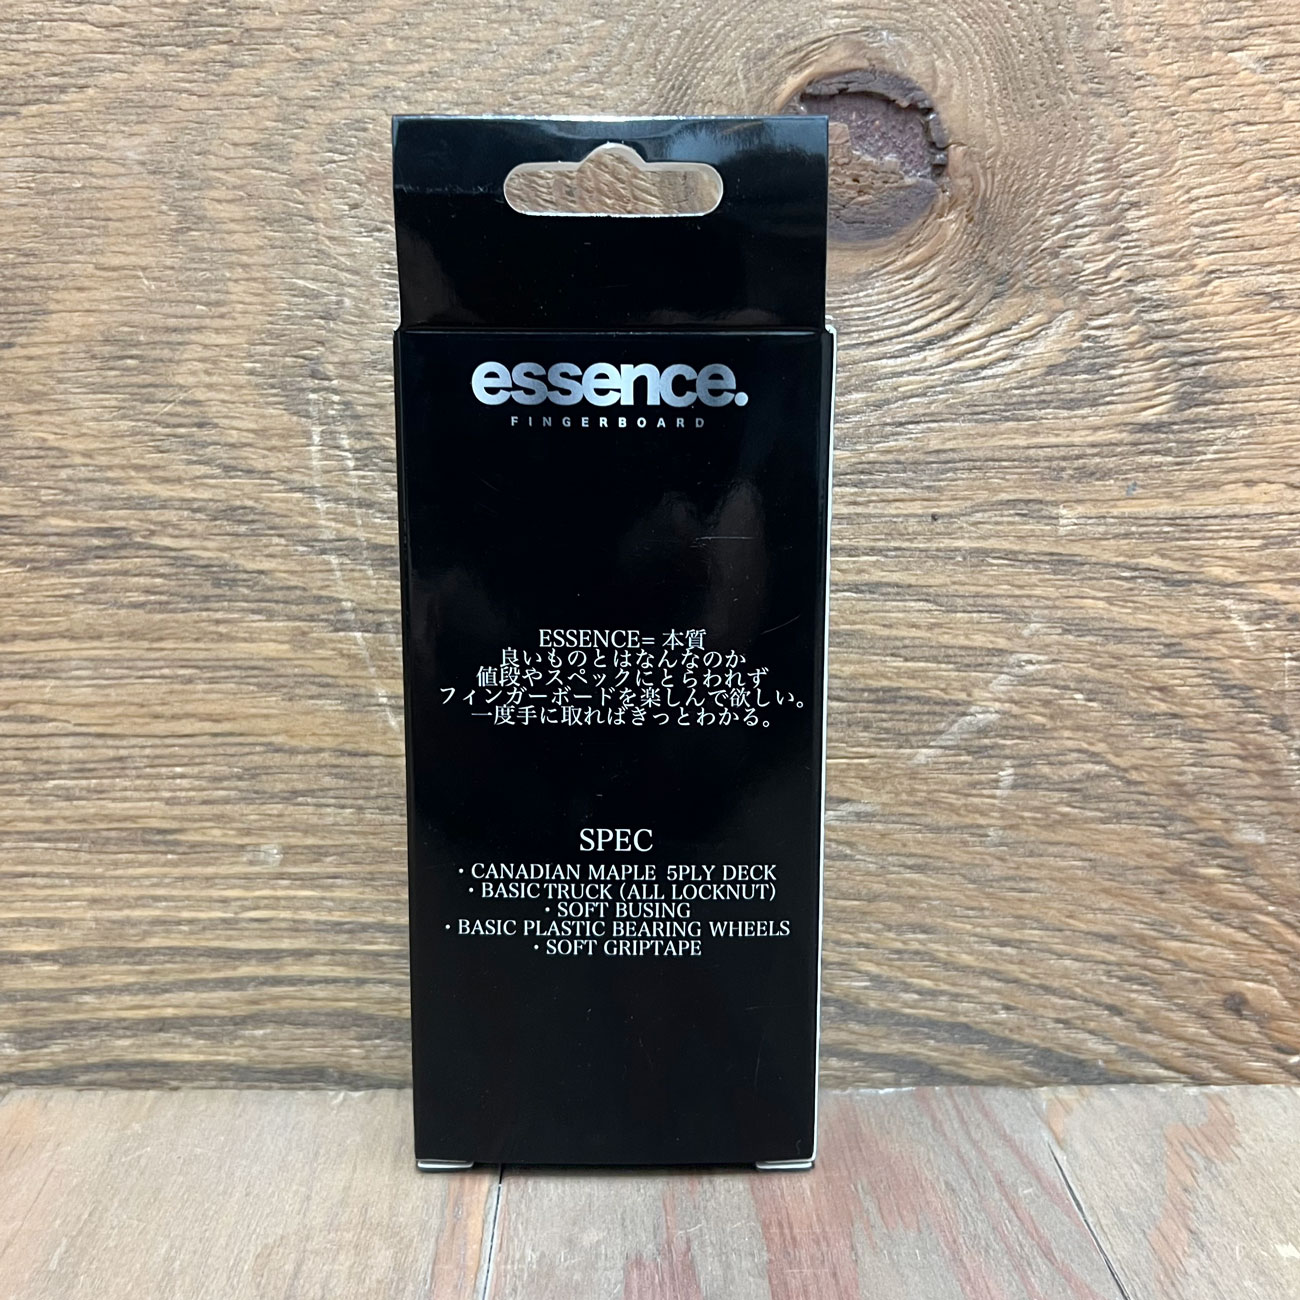 essence.
FINGERBOARD
ESSENCE= 本質
良いものとはなんなのか
値段やスペックにとらわれず
フィンガーボードを楽しんで欲しい。
一度手に取ればきっとわかる。
SPEC
・CANADIAN MAPLE 5PLY DECK
・BASIC TRUCK (ALL LOCKNUT)
・SOFT BUSING
・BASIC PLASTIC BEARING WHEELS
・SOFT GRIPTAPE